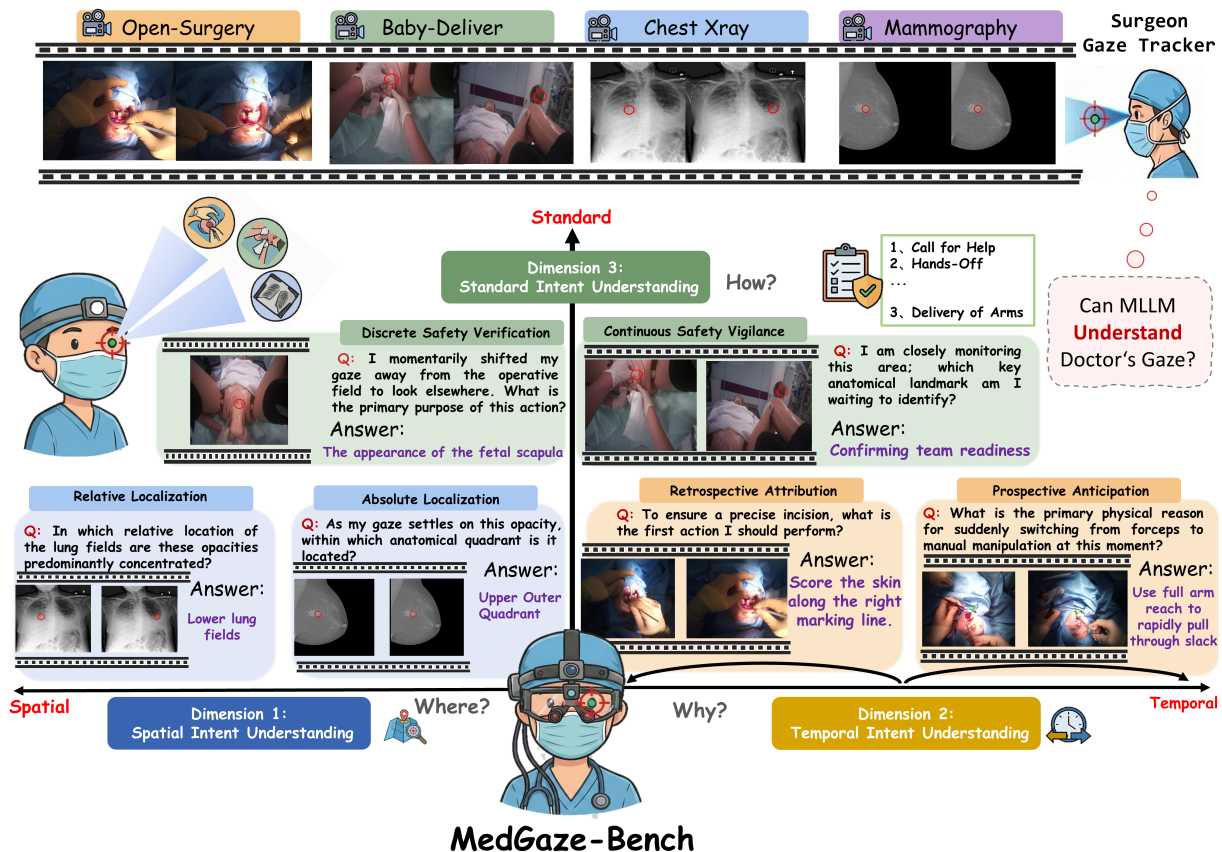 Open-Surgery
Baby-Deliver
Chest Xray
Mammography
Surgeon
Gaze Tracker
Standard
Dimension 3:
Standard Intent Understanding
How?
1、Call for Help
2、Hands-Off
...
3、Delivery of Arms
Can MLLM
Understand
Doctor‘s Gaze?
Discrete Safety Verification
Q: I momentarily shifted my
gaze away from the operative
field to look elsewhere. What is
the primary purpose of this action?
Answer:
The appearance of the fetal scapula
Continuous Safety Vigilance
Q: I am closely monitoring
this area; which key
anatomical landmark am I
waiting to identify?
Answer:
Confirming team readiness
Relative Localization
Q: In which relative location of
the lung fields are these opacities
predominantly concentrated?
Answer:
Lower lung
fields
Absolute Localization
Q: As my gaze settles on this opacity,
within which anatomical quadrant is it
located?
Answer:
Upper Outer
Quadrant
Retrospective Attribution
Q: To ensure a precise incision, what is
the first action I should perform?
Answer:
Score the skin
along the right
marking line.
Prospective Anticipation
Q: What is the primary physical reason
for suddenly switching from forceps to
manual manipulation at this moment?
Answer:
Use full arm
reach to
rapidly pull
through slack
Spatial
Dimension 1:
Spatial Intent Understanding
Where?
Why?
Dimension 2:
Temporal Intent Understanding
Temporal
MedGaze-Bench